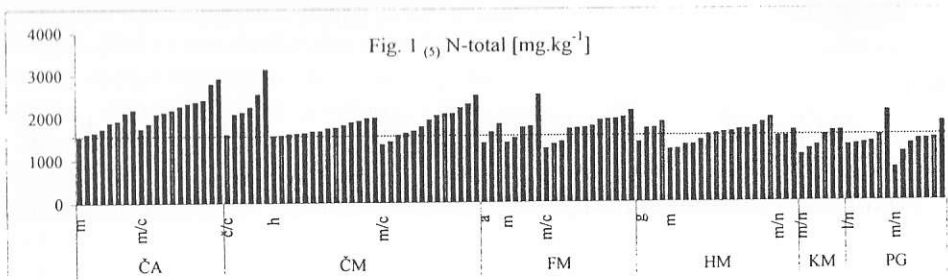 Fig. 1 (5) N-total [mg.kg-1]
4000
3000
2000
1000
0
m m/c č/c h m/c a m m/c g m m/n m/n l/n m/n
ČA ČM FM HM KM PG